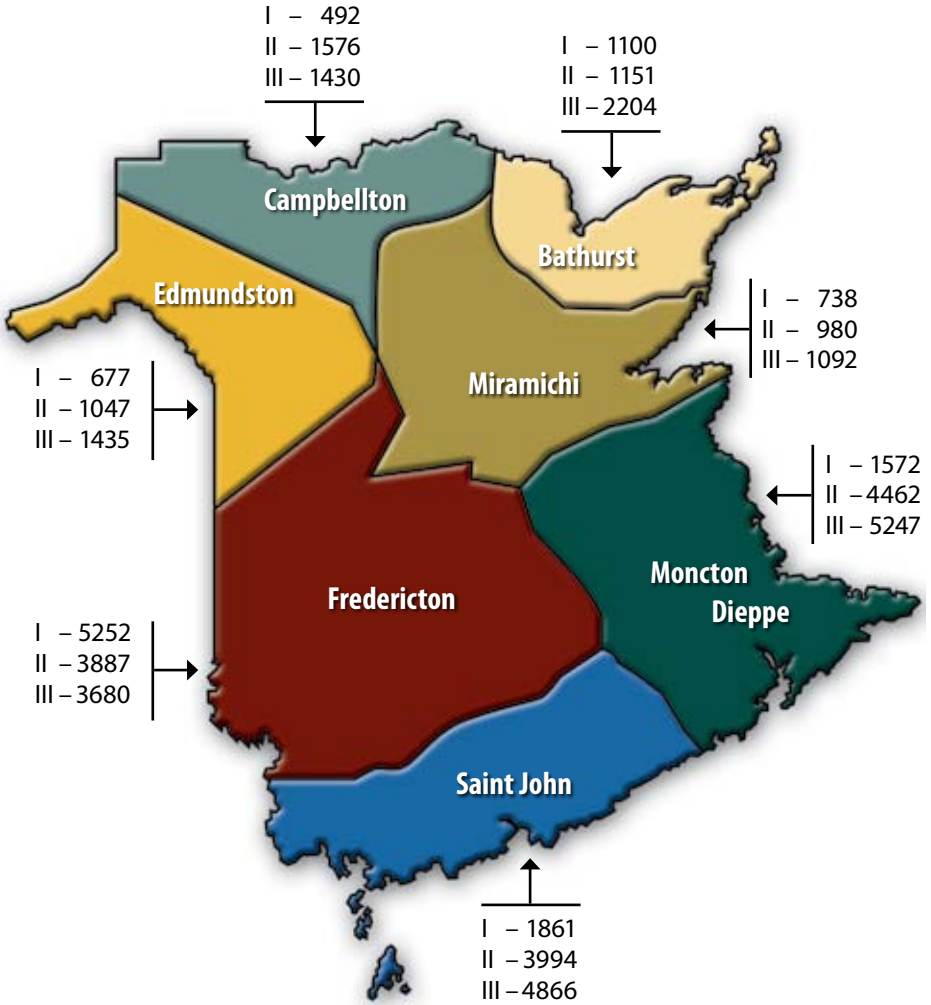 I – 492
II – 1576
III – 1430
I – 1100
II – 1151
III – 2204
Campbellton
Bathurst
Edmundston
I – 738
II – 980
III – 1092
Miramichi
I – 677
II – 1047
III – 1435
I – 1572
II – 4462
III – 5247
Moncton
Dieppe
Fredericton
I – 5252
II – 3887
III – 3680
Saint John
I – 1861
II – 3994
III – 4866